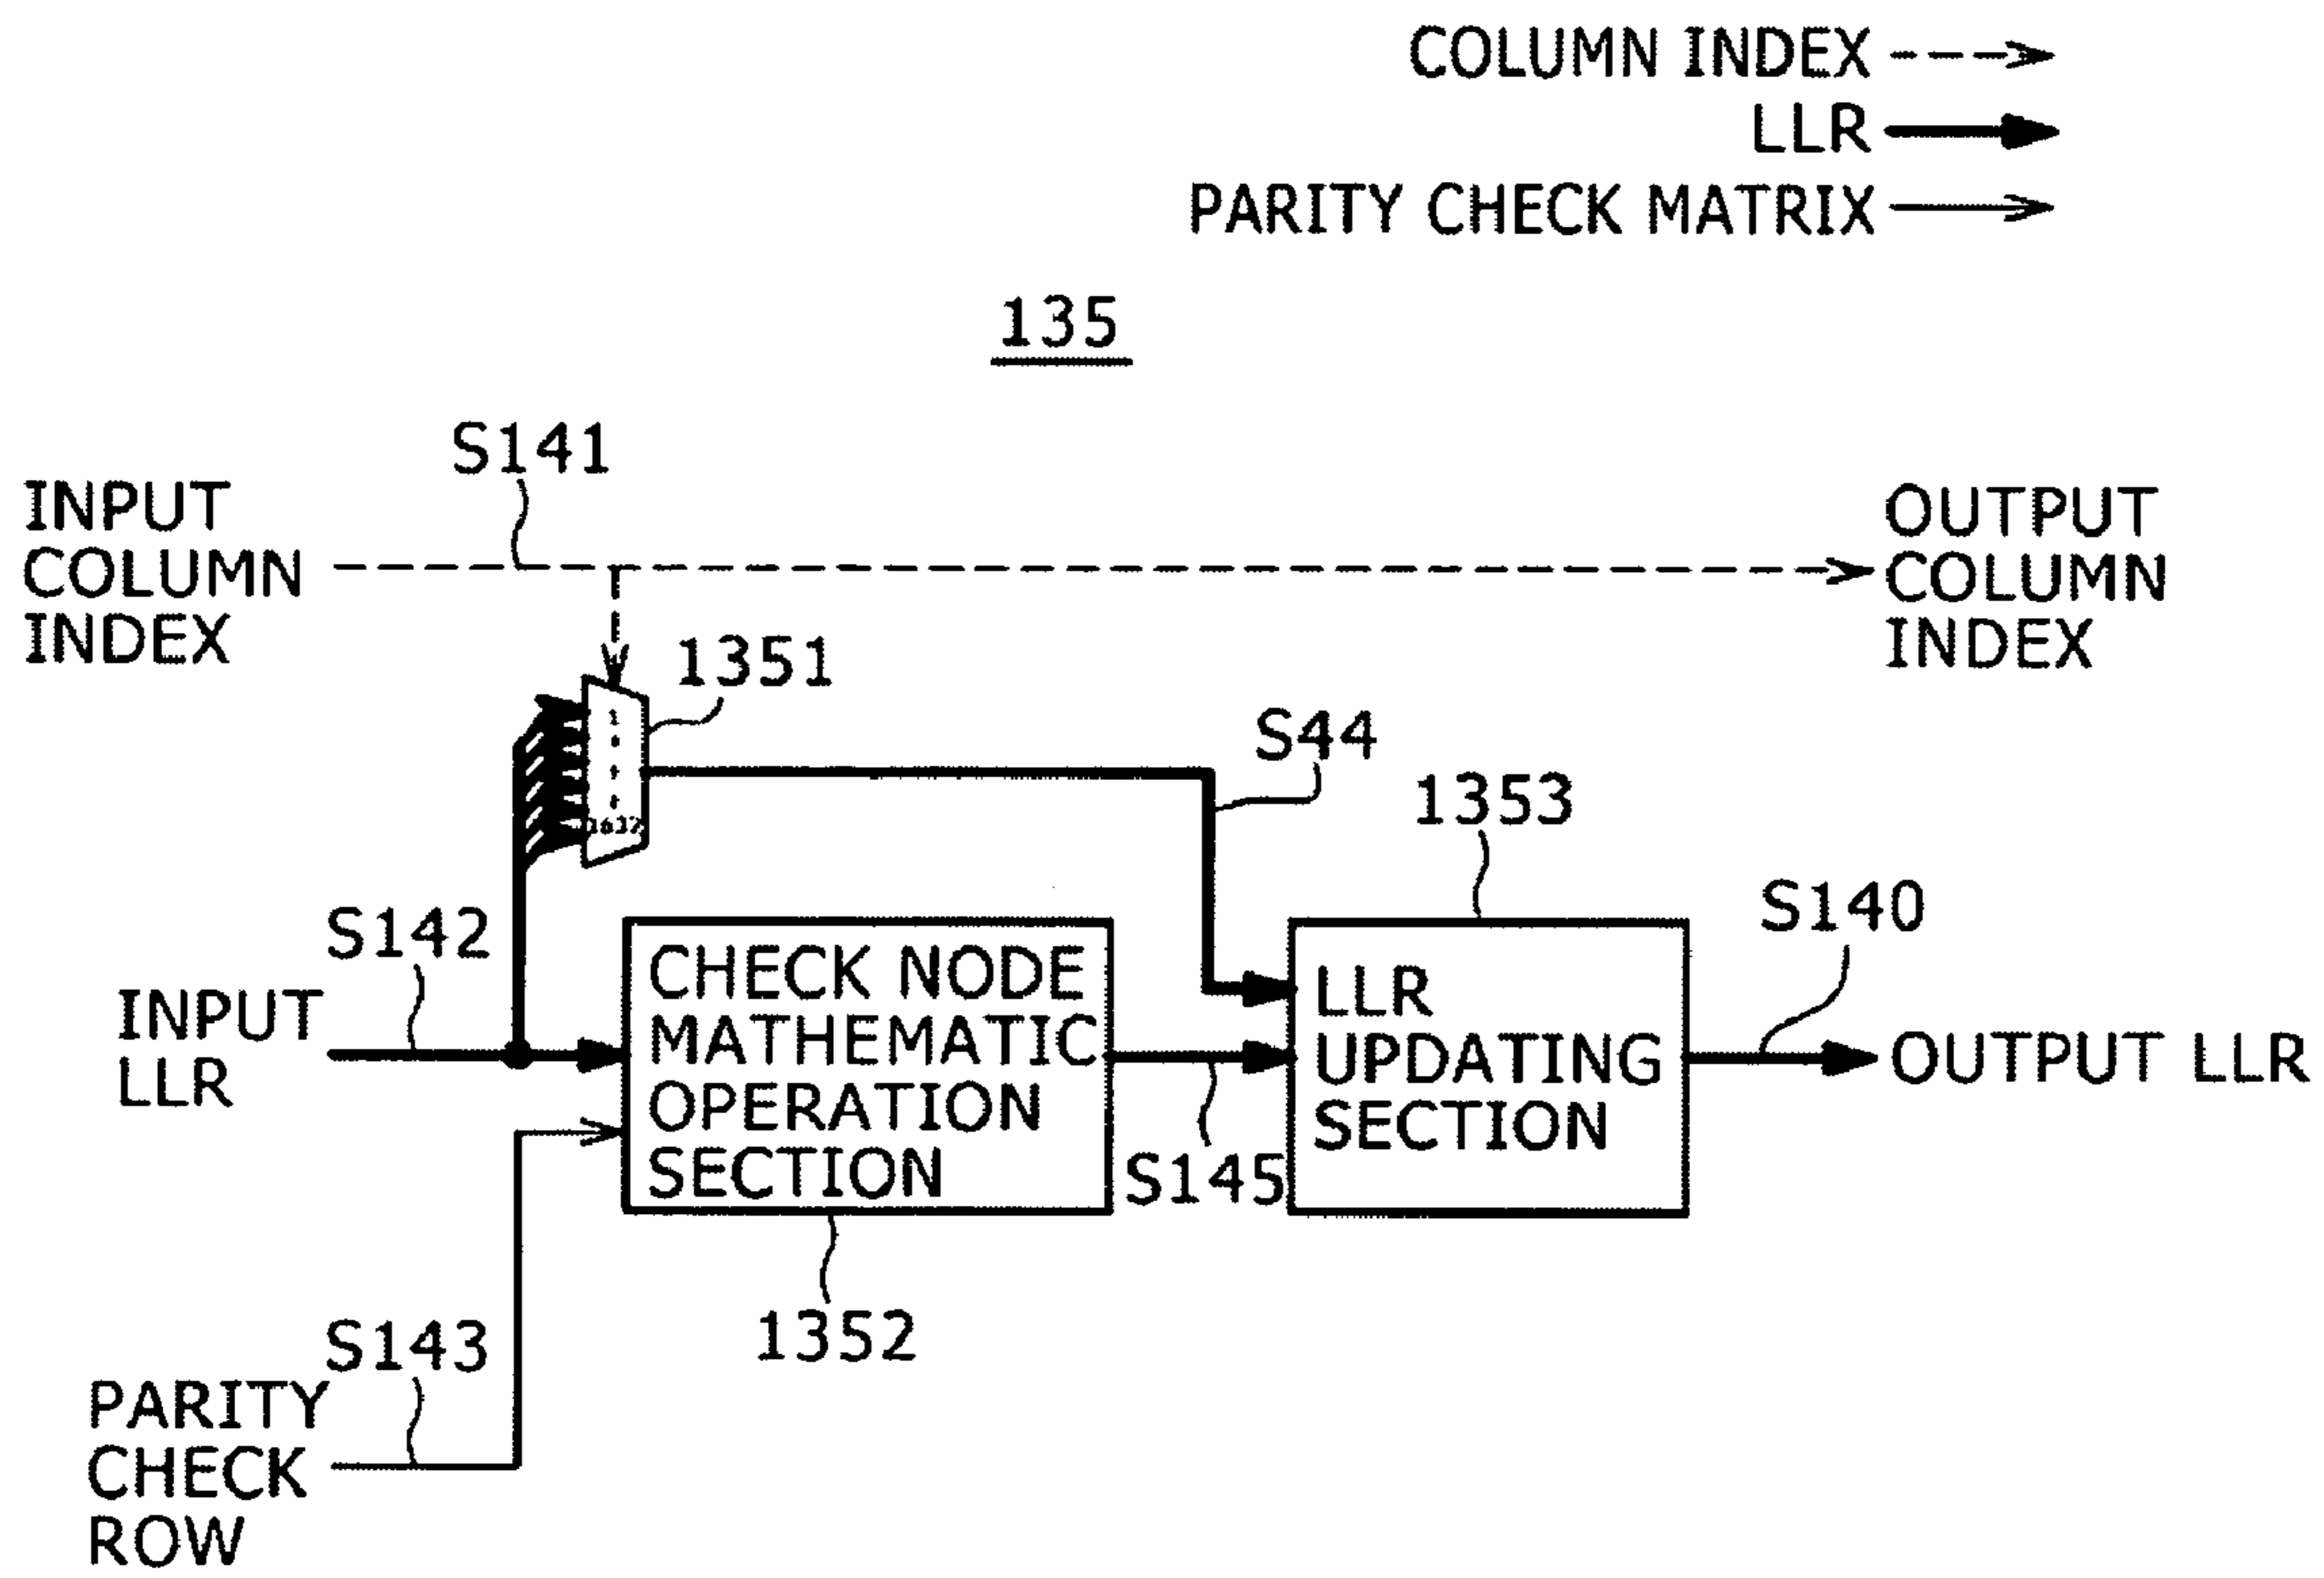 COLUMN INDEX
LLR
PARITY CHECK MATRIX
135
S141
INPUT
COLUMN
INDEX
OUTPUT
COLUMN
INDEX
1351
S44
1353
S142
S140
INPUT
LLR
CHECK NODE
MATHEMATIC
OPERATION
SECTION
LLR
UPDATING
SECTION
OUTPUT LLR
S145
1352
S143
PARITY
CHECK
ROW